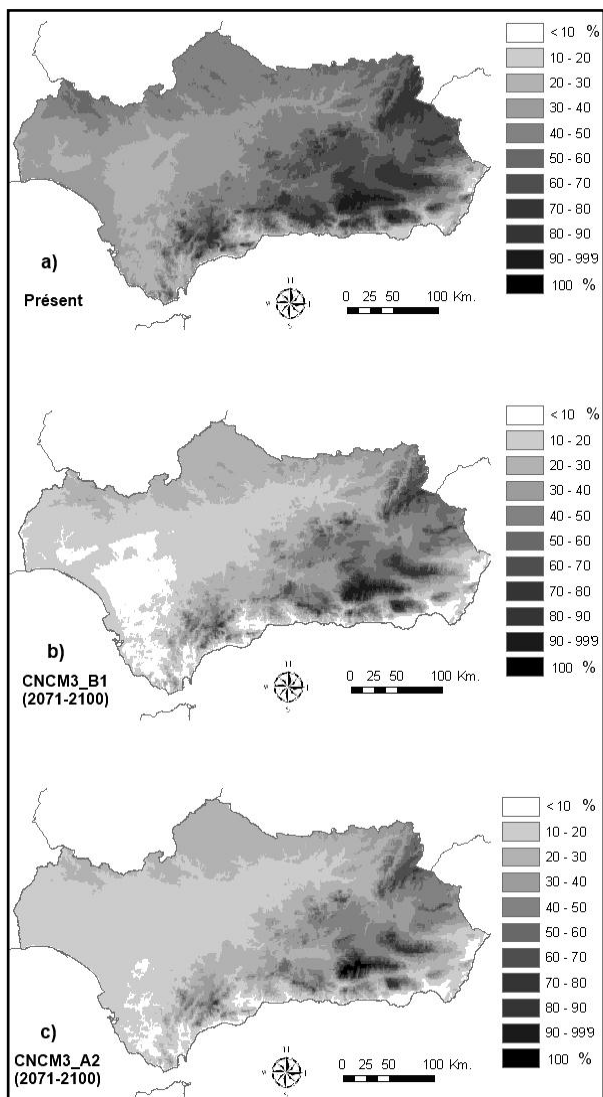 < 10 %
10 - 20
20 - 30
30 - 40
40 - 50
50 - 60
60 - 70
70 - 80
80 - 90
90 - 99'9
100 %
a)
Présent
N
W
E
S
0 25 50 100 Km.
< 10 %
10 - 20
20 - 30
30 - 40
40 - 50
50 - 60
60 - 70
70 - 80
80 - 90
90 - 99'9
100 %
b)
CNCM3_B1
(2071-2100)
N
W
E
S
0 25 50 100 Km.
< 10 %
10 - 20
20 - 30
30 - 40
40 - 50
50 - 60
60 - 70
70 - 80
80 - 90
90 - 99'9
100 %
c)
CNCM3_A2
(2071-2100)
N
W
E
S
0 25 50 100 Km.